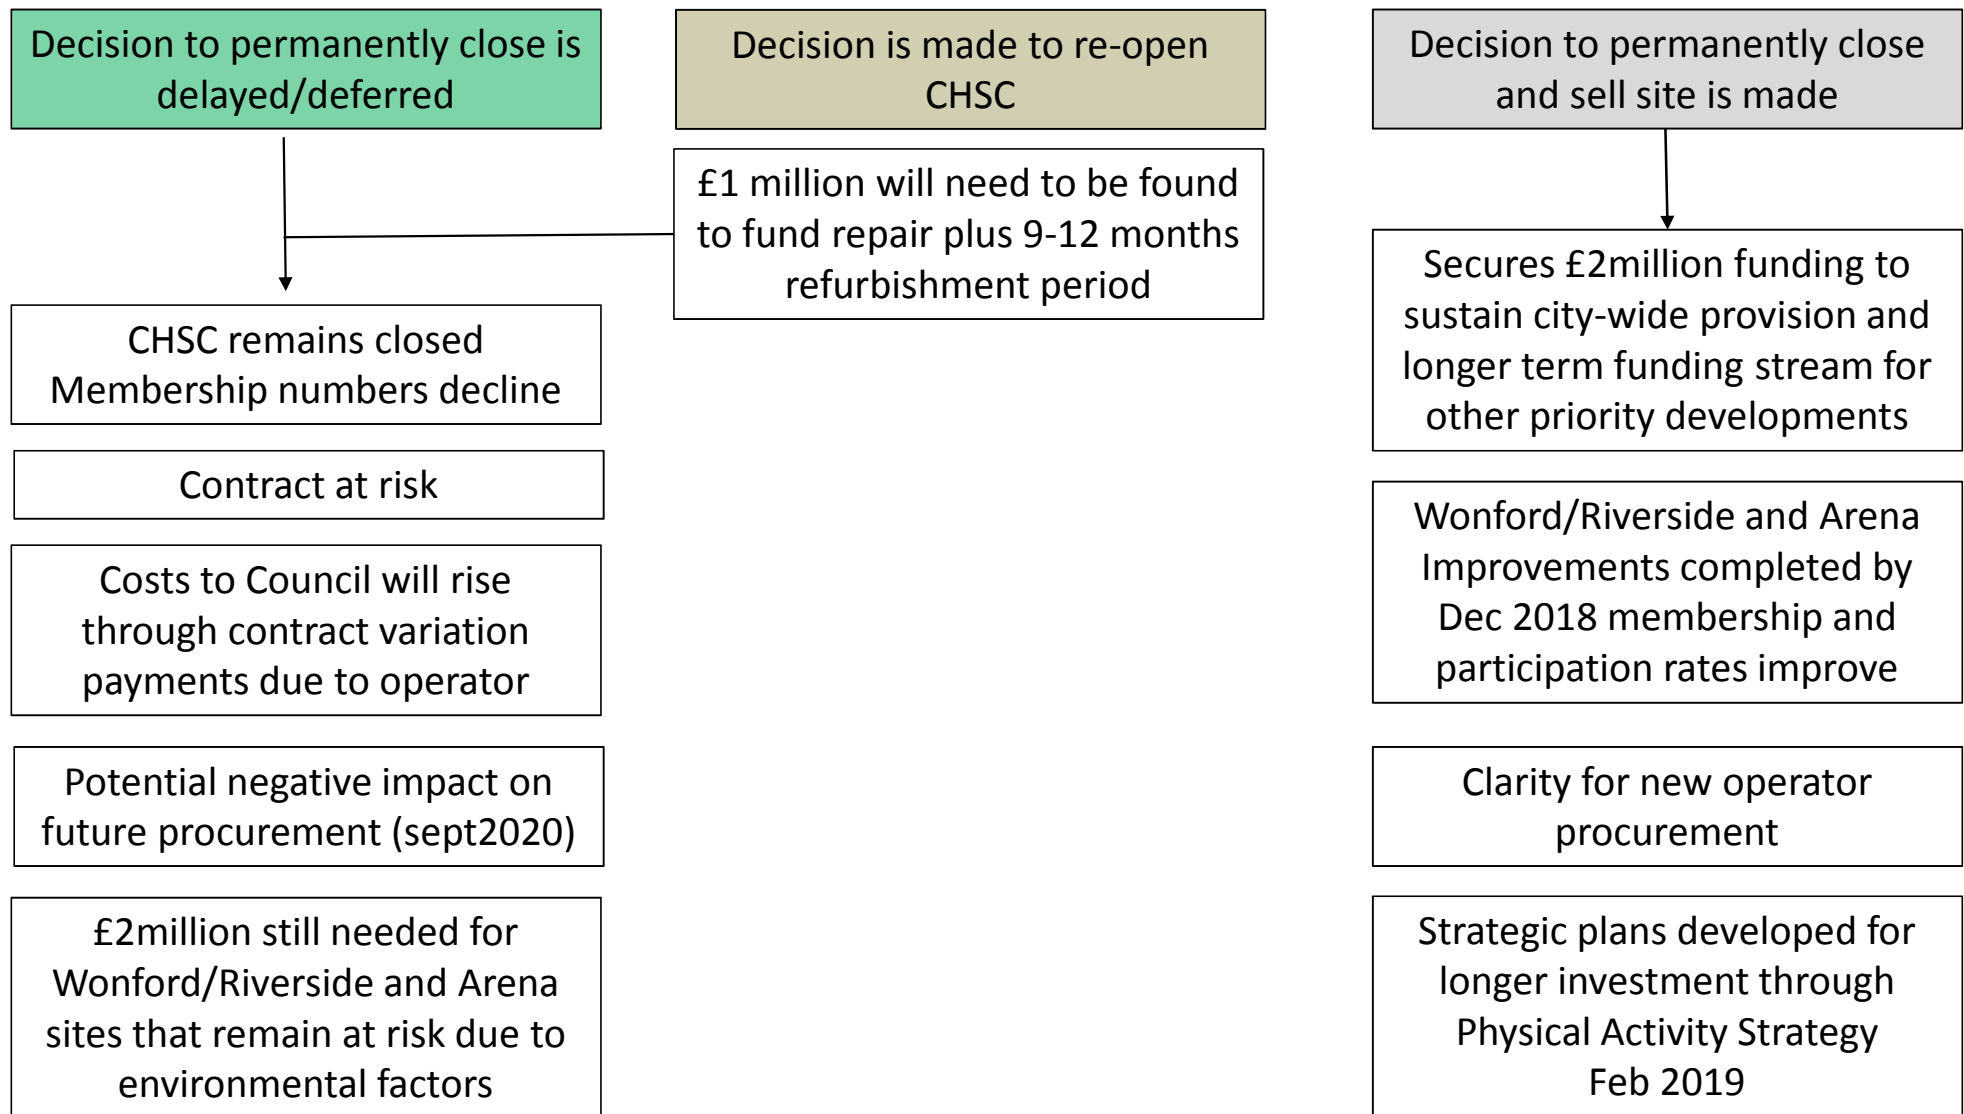 Decision to permanently close is
delayed/deferred
CHSC remains closed
Membership numbers decline
Contract at risk
Costs to Council will rise
through contract variation
payments due to operator
Potential negative impact on
future procurement (sept2020)
£2million still needed for
Wonford/Riverside and Arena
sites that remain at risk due to
environmental factors
Decision is made to re-open
CHSC
£1 million will need to be found
to fund repair plus 9-12 months
refurbishment period
Decision to permanently close
and sell site is made
Secures £2million funding to
sustain city-wide provision and
longer term funding stream for
other priority developments
Wonford/Riverside and Arena
Improvements completed by
Dec 2018 membership and
participation rates improve
Clarity for new operator
procurement
Strategic plans developed for
longer investment through
Physical Activity Strategy
Feb 2019